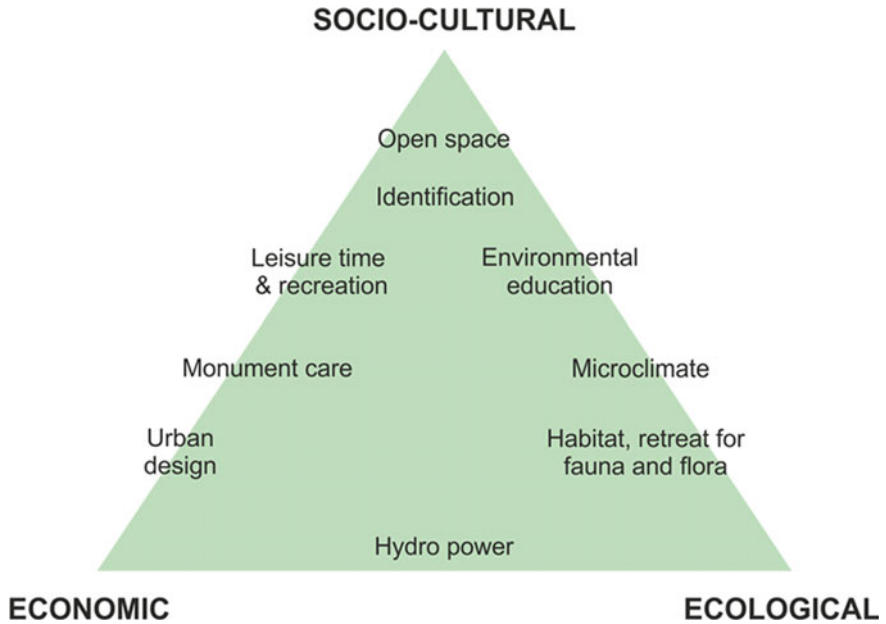 SOCIO-CULTURAL
Open space
Identification
Leisure time
& recreation
Environmental
education
Monument care
Microclimate
Urban
design
Habitat, retreat for
fauna and flora
Hydro power
ECONOMIC
ECOLOGICAL